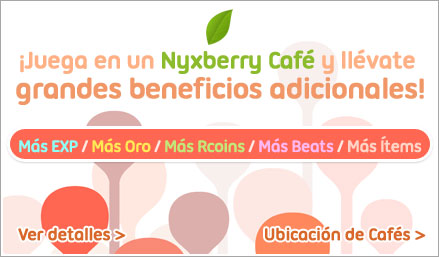 ¡Juega en un Nyxberry Café y llévate
grandes beneficios adicionales!
Más EXP / Más Oro / Más Rcoins / Más Beats / Más Ítems
Ver detalles >
Ubicación de Cafés >